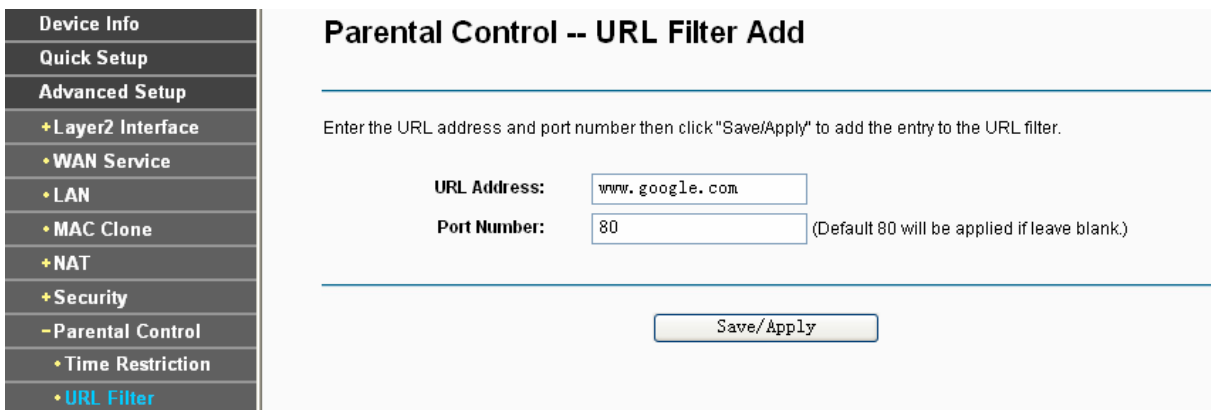 Device Info
Quick Setup
Advanced Setup
+Layer2 Interface
•WAN Service
•LAN
•MAC Clone
+NAT
+Security
−Parental Control
•Time Restriction
•URL Filter
Parental Control -- URL Filter Add
Enter the URL address and port number then click "Save/Apply" to add the entry to the URL filter.
URL Address: www.google.com
Port Number: 80 (Default 80 will be applied if leave blank.)
Save/Apply